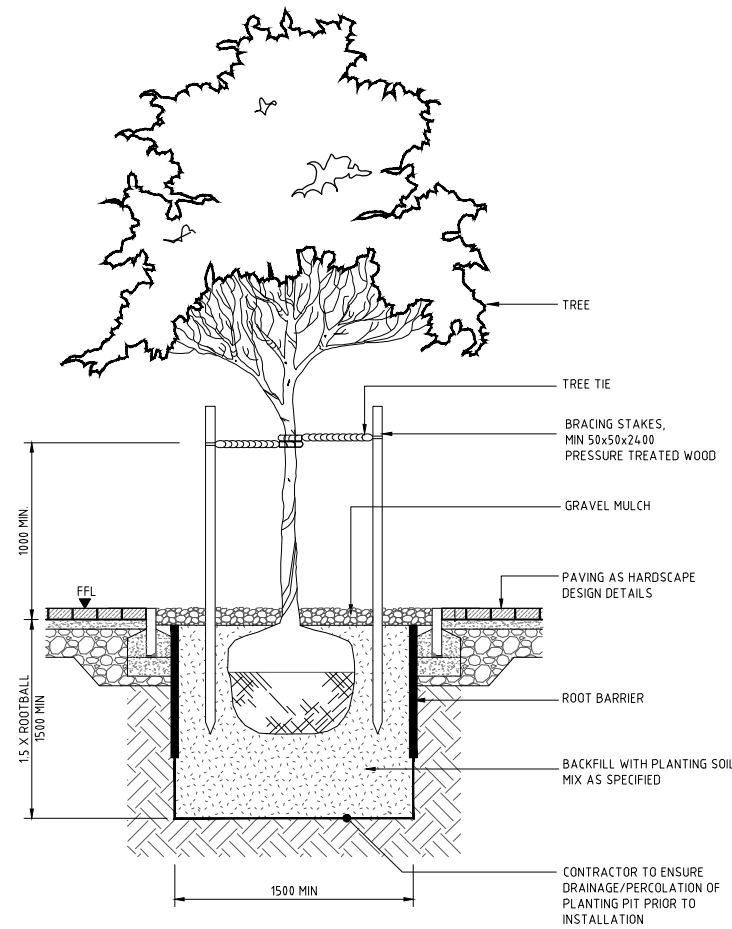 TREE
TREE TIE
BRACING STAKES,
MIN 50x50x2400
PRESSURE TREATED WOOD
GRAVEL MULCH
1000 MIN.
FFL
PAVING AS HARDSCAPE
DESIGN DETAILS
1.5 X ROOTBALL
1500 MIN
ROOT BARRIER
BACKFILL WITH PLANTING SOIL
MIX AS SPECIFIED
CONTRACTOR TO ENSURE
DRAINAGE/PERCOLATION OF
PLANTING PIT PRIOR TO
INSTALLATION
1500 MIN